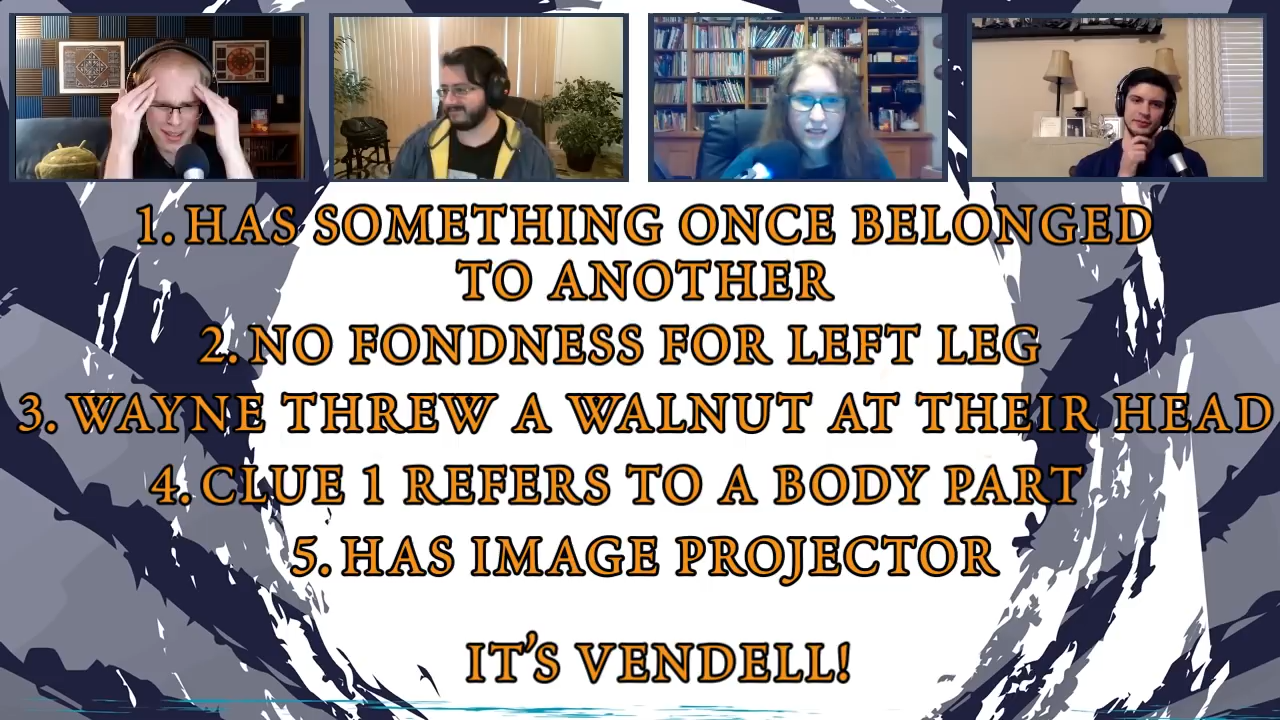 1. HAS SOMETHING ONCE BELONGED
TO ANOTHER
2. NO FONDNESS FOR LEFT LEG
3. WAYNE THREW A WALNUT AT THEIR HEAD
4. CLUE 1 REFERS TO A BODY PART
5. HAS IMAGE PROJECTOR
IT'S VENDELL!